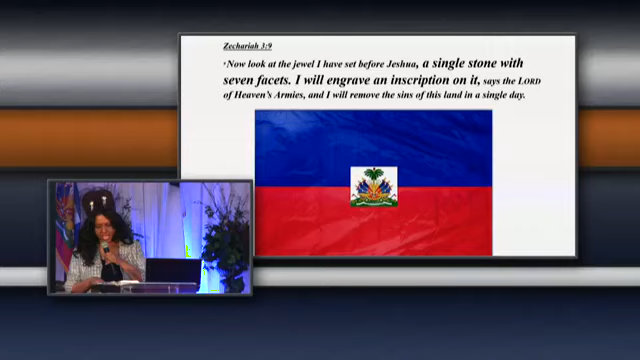 Zechariah 3:9
9 Now look at the jewel I have set before Jeshua, a single stone with
seven facets. I will engrave an inscription on it, says the LORD
of Heaven's Armies, and I will remove the sins of this land in a single day.